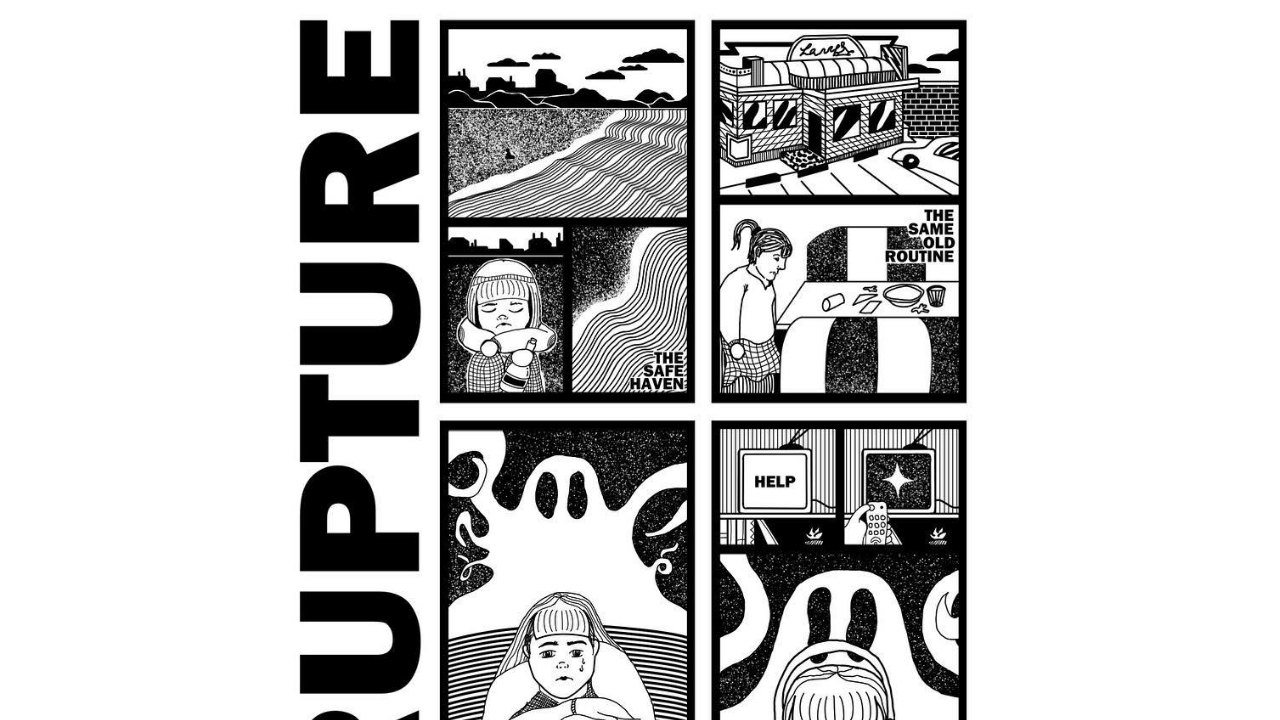 RUPTURE
Larry's
THE
SAFE
HAVEN
THE
SAME
OLD
ROUTINE
HELP